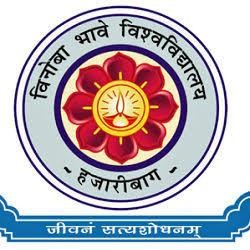 विनोबा भावे विश्वविद्यालय
- हजारीबाग -
जीवनं सत्यशोधनम्